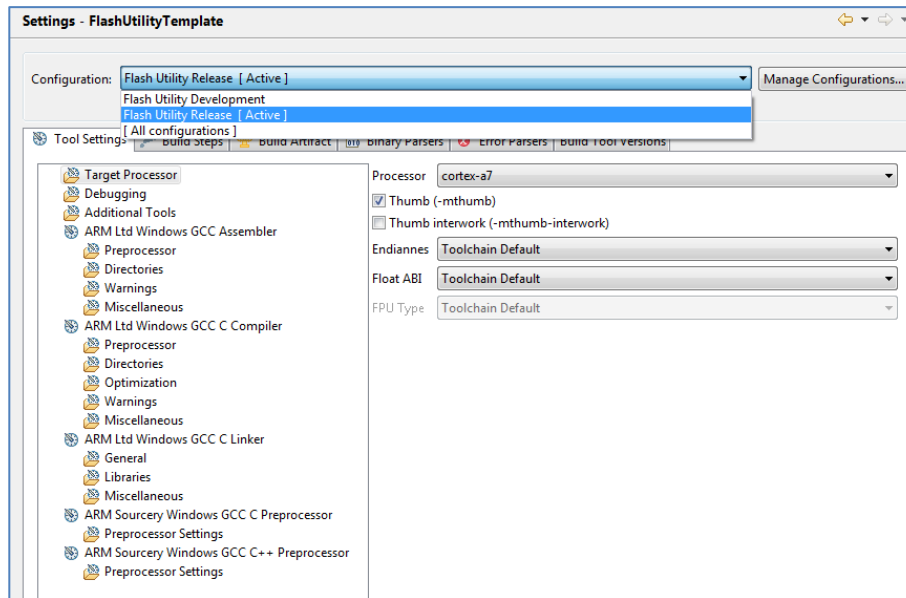 Settings - FlashUtilityTemplate
Configuration: Flash Utility Release [ Active ] Manage Configurations...
Flash Utility Development
Flash Utility Release [ Active ]
[ All configurations ]
Tool Settings Build Steps Build Artifact Binary Parsers Error Parsers Build Tool Versions
Target Processor
Debugging
Additional Tools
ARM Ltd Windows GCC Assembler
Preprocessor
Directories
Warnings
Miscellaneous
ARM Ltd Windows GCC C Compiler
Preprocessor
Directories
Optimization
Warnings
Miscellaneous
ARM Ltd Windows GCC C Linker
General
Libraries
Miscellaneous
ARM Sourcery Windows GCC C Preprocessor
Preprocessor Settings
ARM Sourcery Windows GCC C++ Preprocessor
Preprocessor Settings
Processor cortex-a7
Thumb (-mthumb)
Thumb interwork (-mthumb-interwork)
Endiannes Toolchain Default
Float ABI Toolchain Default
FPU Type Toolchain Default